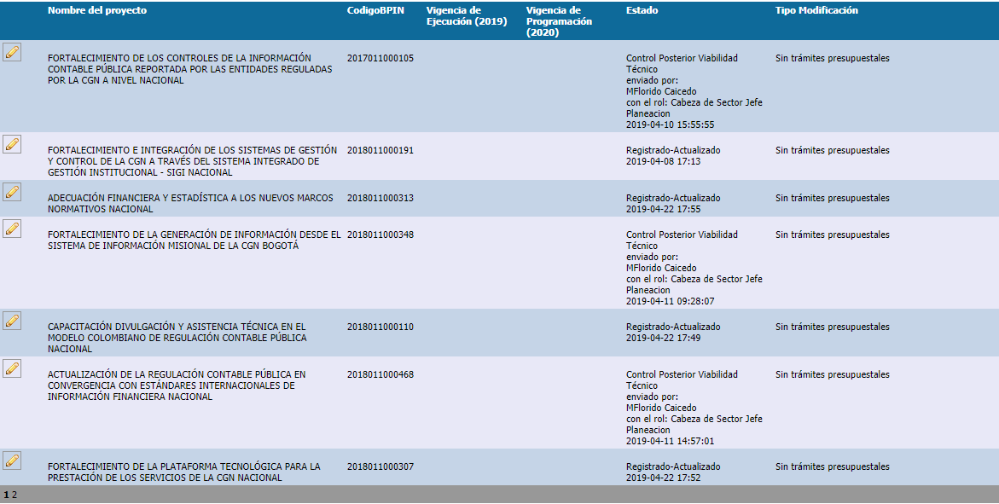 Nombre del proyecto
CodigoBPIN
Vigencia de
Ejecución (2019)
Vigencia de
Programación
(2020)
Estado
Tipo Modificación
FORTALECIMIENTO DE LOS CONTROLES DE LA INFORMACIÓN
CONTABLE PÚBLICA REPORTADA POR LAS ENTIDADES REGULADAS
POR LA CGN A NIVEL NACIONAL
2017011000105
Control Posterior Viabilidad
Técnico
enviado por:
MFlorido Caicedo
con el rol: Cabeza de Sector Jefe
Planeacion
2019-04-10 15:55:55
Sin trámites presupuestales
FORTALECIMIENTO E INTEGRACIÓN DE LOS SISTEMAS DE GESTIÓN
Y CONTROL DE LA CGN A TRAVÉS DEL SISTEMA INTEGRADO DE
GESTIÓN INSTITUCIONAL - SIGI NACIONAL
2018011000191
Registrado-Actualizado
2019-04-08 17:13
Sin trámites presupuestales
ADECUACIÓN FINANCIERA Y ESTADÍSTICA A LOS NUEVOS MARCOS
NORMATIVOS NACIONAL
2018011000313
Registrado-Actualizado
2019-04-22 17:55
Sin trámites presupuestales
FORTALECIMIENTO DE LA GENERACIÓN DE INFORMACIÓN DESDE EL
SISTEMA DE INFORMACIÓN MISIONAL DE LA CGN BOGOTÁ
2018011000348
Control Posterior Viabilidad
Técnico
enviado por:
MFlorido Caicedo
con el rol: Cabeza de Sector Jefe
Planeacion
2019-04-11 09:28:07
Sin trámites presupuestales
CAPACITACIÓN DIVULGACIÓN Y ASISTENCIA TÉCNICA EN EL
MODELO COLOMBIANO DE REGULACIÓN CONTABLE PÚBLICA
NACIONAL
2018011000110
Registrado-Actualizado
2019-04-22 17:49
Sin trámites presupuestales
ACTUALIZACIÓN DE LA REGULACIÓN CONTABLE PÚBLICA EN
CONVERGENCIA CON ESTÁNDARES INTERNACIONALES DE
INFORMACIÓN FINANCIERA NACIONAL
2018011000468
Control Posterior Viabilidad
Técnico
enviado por:
MFlorido Caicedo
con el rol: Cabeza de Sector Jefe
Planeacion
2019-04-11 14:57:01
Sin trámites presupuestales
FORTALECIMIENTO DE LA PLATAFORMA TECNOLÓGICA PARA LA
PRESTACIÓN DE LOS SERVICIOS DE LA CGN NACIONAL
2018011000307
Registrado-Actualizado
2019-04-22 17:52
Sin trámites presupuestales
1 2